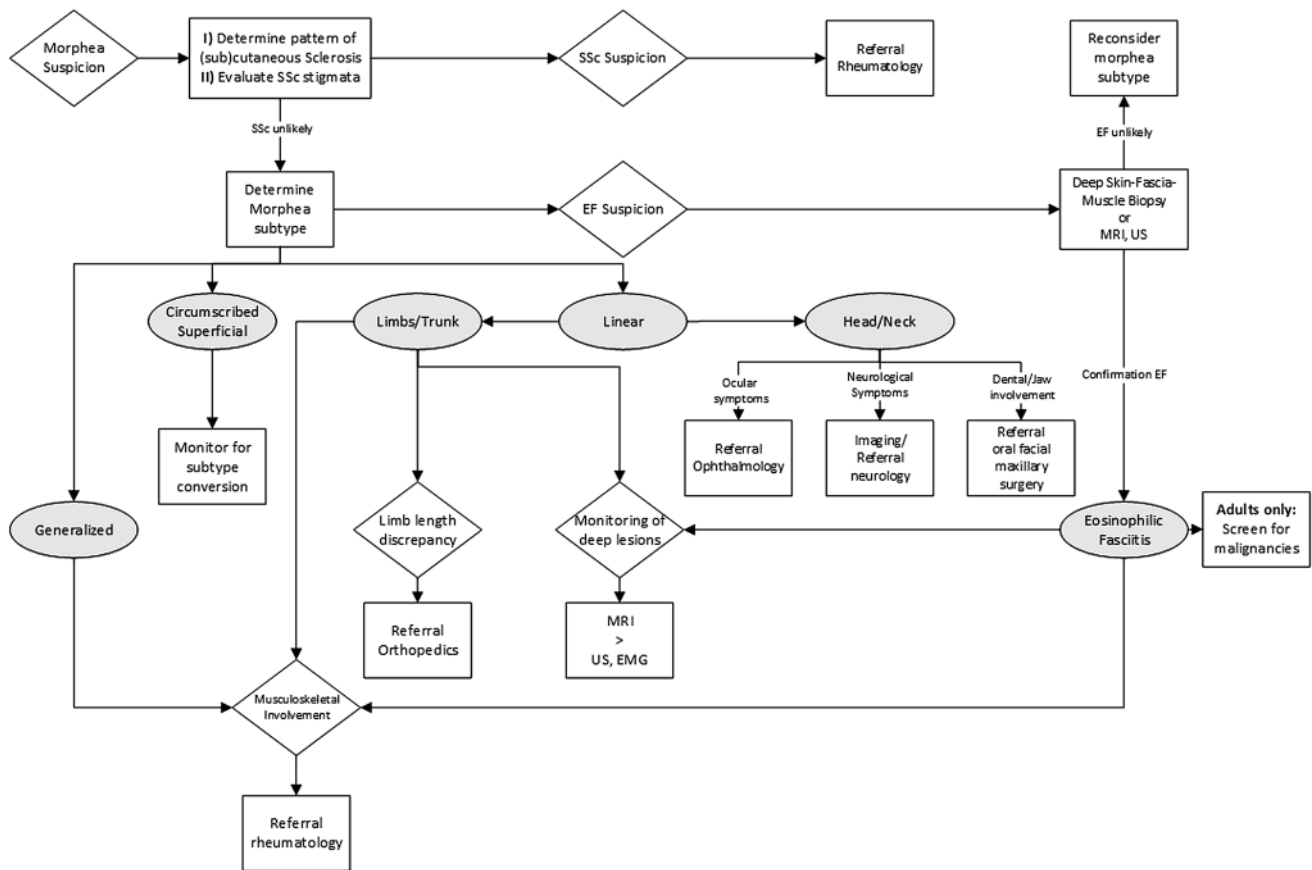 Morphea
Suspicion
I) Determine pattern of
(sub)cutaneous Sclerosis
II) Evaluate SSc stigmata
SSc Suspicion
Referral
Rheumatology
Reconsider
morphea
subtype
SSc unlikely
EF unlikely
Determine
Morphea
subtype
EF Suspicion
Deep Skin-Fascia-
Muscle Biopsy
or
MRI, US
Circumscribed
Superficial
Limbs/Trunk
Linear
Head/Neck
Ocular
symptoms
Neurological
Symptoms
Dental/Jaw
involvement
Confirmation EF
Monitor for
subtype
conversion
Referral
Ophthalmology
Imaging/
Referral
neurology
Referral
oral facial
maxillary
surgery
Generalized
Limb length
discrepancy
Monitoring of
deep lesions
Eosinophilic
Fasciitis
Adults only:
Screen for
malignancies
Referral
Orthopedics
MRI
>
US, EMG
Musculoskeletal
Involvement
Referral
rheumatology